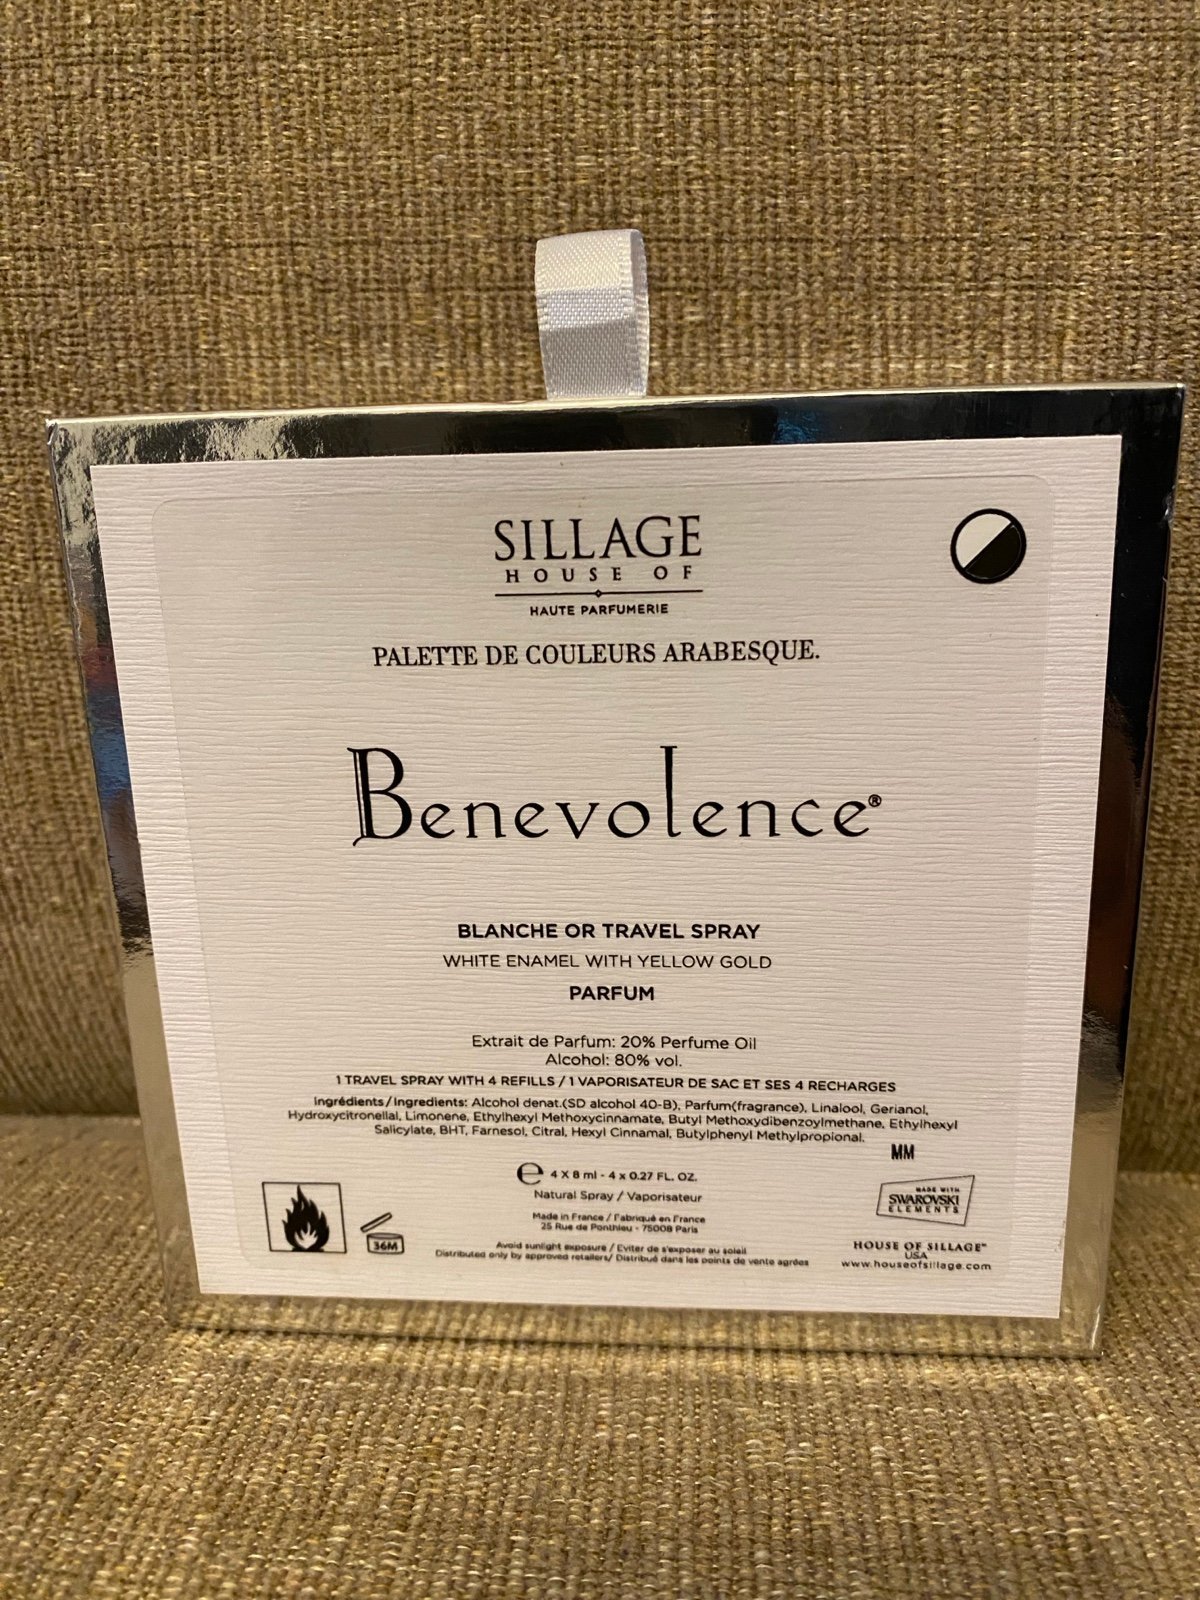 SILLAGE
HOUSE OF
HAUTE PARFUMERIE
PALETTE DE COULEURS ARABESQUE.
Benevolence®
BLANCHE OR TRAVEL SPRAY
WHITE ENAMEL WITH YELLOW GOLD
PARFUM
Extrait de Parfum: 20% Perfume Oil
Alcohol: 80% vol.
1 TRAVEL SPRAY WITH 4 REFILLS / 1 VAPORISATEUR DE SAC ET SES 4 RECHARGES
Ingrédients / Ingredients: Alcohol denat.(SD alcohol 40-B), Parfum(fragrance), Linalool, Gerianol,
Hydroxycitronellal, Limonene, Ethylhexyl Methoxycinnamate, Butyl Methoxydibenzoylmethane, Ethylhexyl
Salicylate, BHT, Farnesol, Citral, Hexyl Cinnamal, Butylphenyl Methylpropional.
MM
℮ 4 X 8 ml - 4 x 0.27 FL. OZ.
Natural Spray / Vaporisateur
Made in France / Fabriqué en France
25 Rue de Ponthieu - 75008 Paris
Avoid sunlight exposure / Eviter de s'exposer au soleil
Distributed only by approved retailers/ Distribué dans les points de vente agrées
36M
MADE WITH
SWAROVSKI
ELEMENTS
HOUSE OF SILLAGE™
USA
www.houseofsillage.com